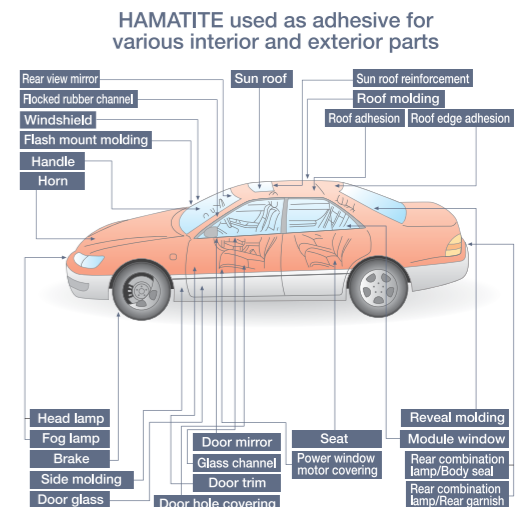 HAMATITE used as adhesive for
various interior and exterior parts
Rear view mirror
Flocked rubber channel
Windshield
Flash mount molding
Handle
Horn
Sun roof
Sun roof reinforcement
Roof molding
Roof adhesion
Roof edge adhesion
Head lamp
Fog lamp
Brake
Side molding
Door glass
Door mirror
Glass channel
Door trim
Door hole covering
Seat
Power window
motor covering
Reveal molding
Module window
Rear combination
lamp/Body seal
Rear combination
lamp/Rear garnish